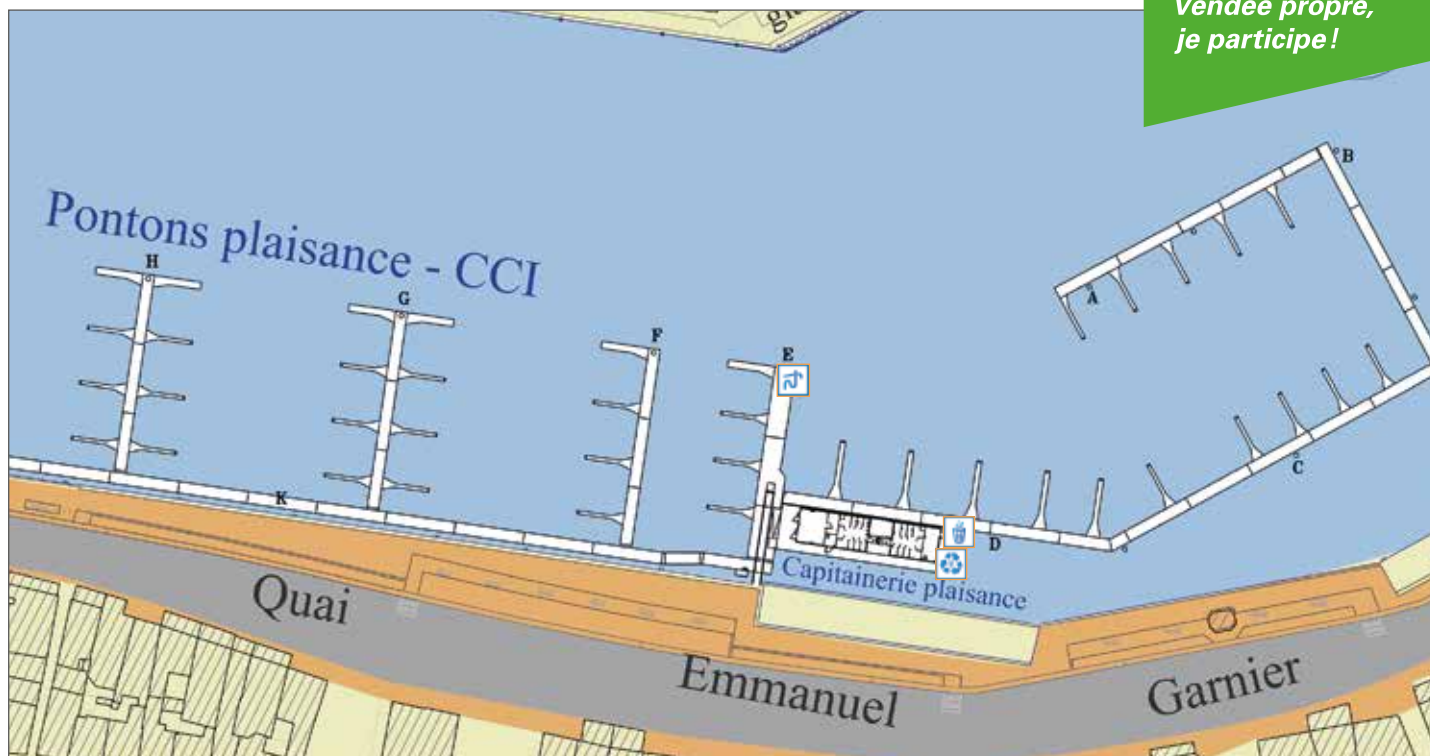 Vendée propre,
je participe !
Pontons plaisance - CCI
H
G
F
E
A
B
C
D
K
Capitainerie plaisance
Quai
Emmanuel
Garnier